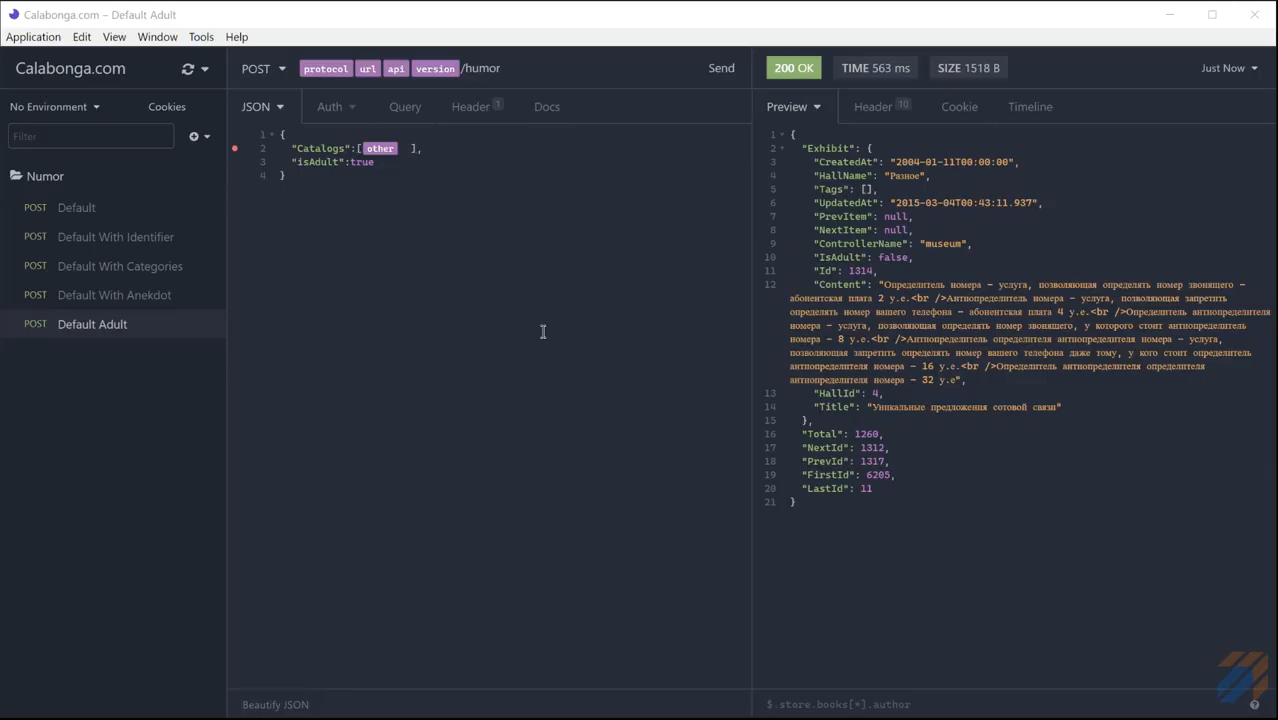 Calabonga.com – Default Adult
Application Edit View Window Tools Help
Calabonga.com
POST protocol url api version /humor Send
200 OK TIME 563 ms SIZE 1518 B Just Now
No Environment Cookies
JSON Auth Query Header 1 Docs
Preview Header 10 Cookie Timeline
Filter
Numor
POST Default
POST Default With Identifier
POST Default With Categories
POST Default With Anekdot
POST Default Adult
1 {
2 "Catalogs":[ other ],
3 "isAdult":true
4 }
Beautify JSON
1 {
2 "Exhibit": {
3 "CreatedAt": "2004-01-11T00:00:00",
4 "HallName": "Разное",
5 "Tags": [],
6 "UpdatedAt": "2015-03-04T00:43:11.937",
7 "PrevItem": null,
8 "NextItem": null,
9 "ControllerName": "museum",
10 "IsAdult": false,
11 "Id": 1314,
12 "Content": "Определитель номера – услуга, позволяющая определять номер звонящего –
абонентская плата 2 у.е.<br />Антиопределитель номера – услуга, позволяющая запретить
определять номер вашего телефона – абонентская плата 4 у.е.<br />Определитель антиопределителя
номера – услуга, позволяющая определять номер звонящего, у которого стоит антиопределитель
номера – 8 у.е.<br />Антиопределитель определителя антиопределителя номера – услуга,
позволяющая запретить определять номер вашего телефона даже тому, у кого стоит определитель
антиопределителя номера – 16 у.е.<br />Определитель антиопределителя определителя
антиопределителя номера – 32 у.е",
13 "HallId": 4,
14 "Title": "Уникальные предложения сотовой связи"
15 },
16 "Total": 1260,
17 "NextId": 1312,
18 "PrevId": 1317,
19 "FirstId": 6205,
20 "LastId": 11
21 }
$.store.books[*].author